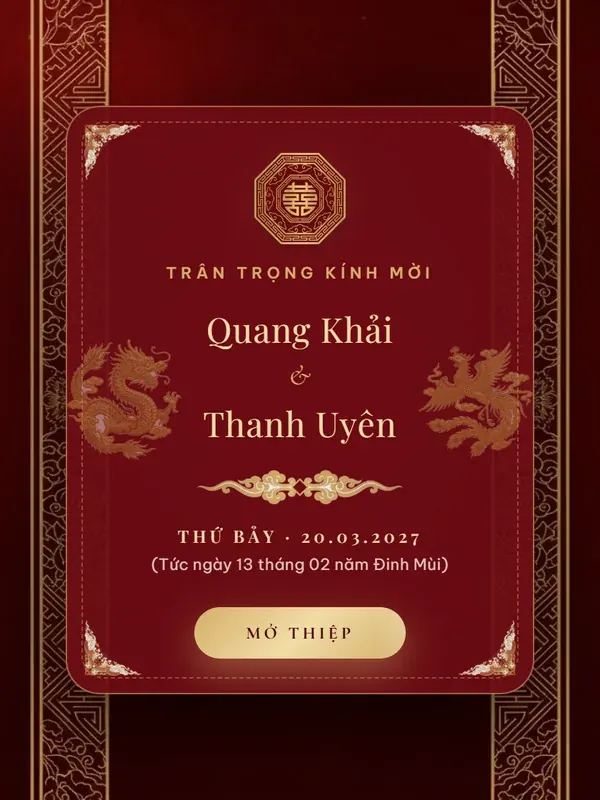 囍
TRÂN TRỌNG KÍNH MỜI
Quang Khải
&
Thanh Uyên
THỨ BẢY · 20.03.2027
(Tức ngày 13 tháng 02 năm Đinh Mùi)
MỞ THIỆP